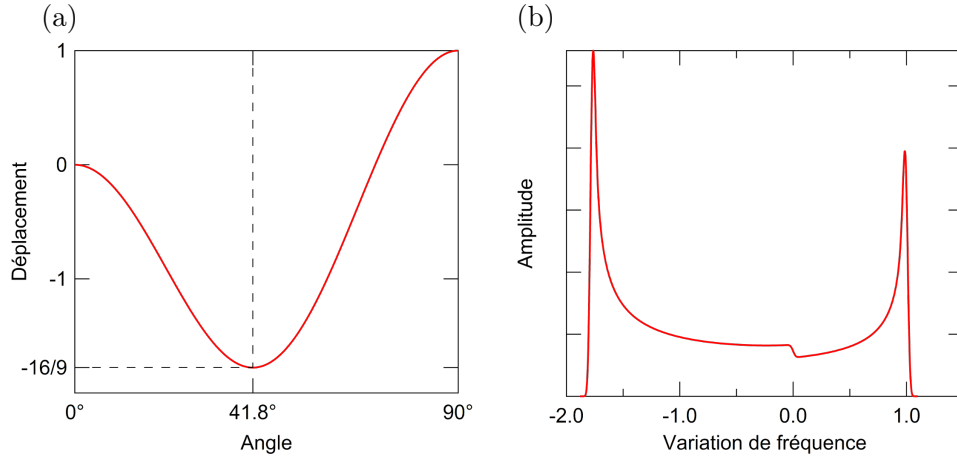 (a)
1
0
-1
-16/9
Déplacement
0°
41.8°
90°
Angle
(b)
Amplitude
-2.0
-1.0
0.0
1.0
Variation de fréquence